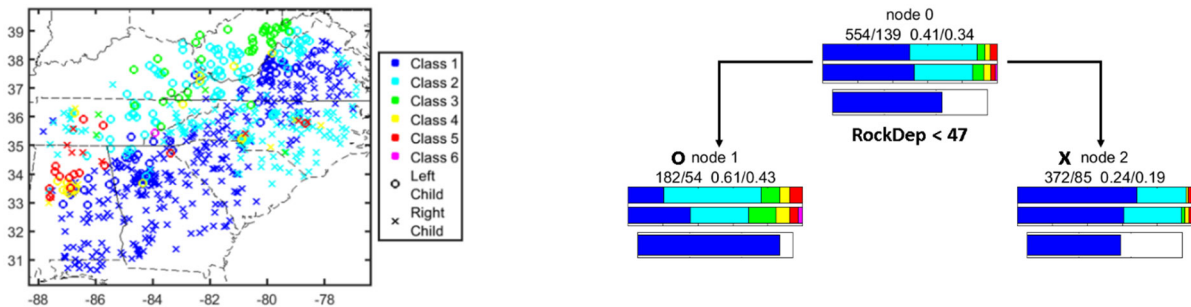 39
38
37
36
35
34
33
32
31
-88
-86
-84
-82
-80
-78
Class 1
Class 2
Class 3
Class 4
Class 5
Class 6
Left
Child
Right
Child
node 0
554/139 0.41/0.34
RockDep < 47
O node 1
182/54 0.61/0.43
X node 2
372/85 0.24/0.19